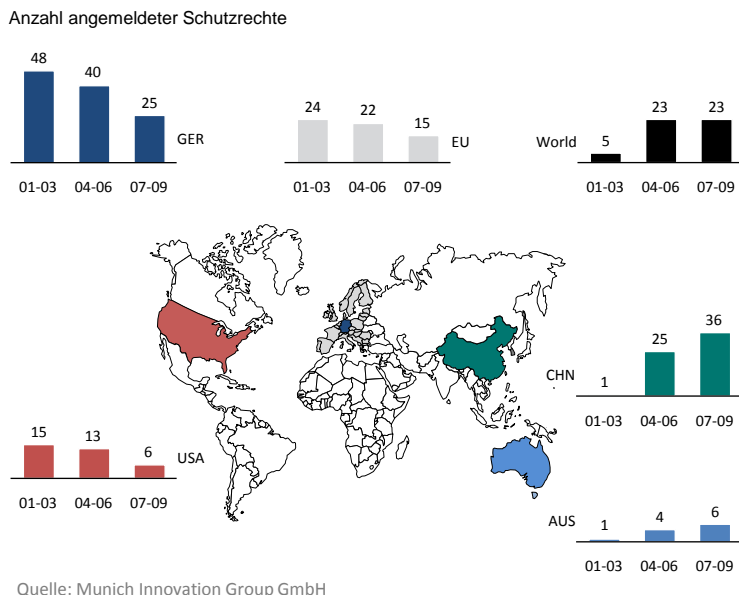 Anzahl angemeldeter Schutzrechte
48
40
25
GER
01-03 04-06 07-09
24
22
15
EU
01-03 04-06 07-09
5
23
23
World
01-03 04-06 07-09
1
25
36
CHN
01-03 04-06 07-09
15
13
6
USA
01-03 04-06 07-09
1
4
6
AUS
01-03 04-06 07-09
Quelle: Munich Innovation Group GmbH